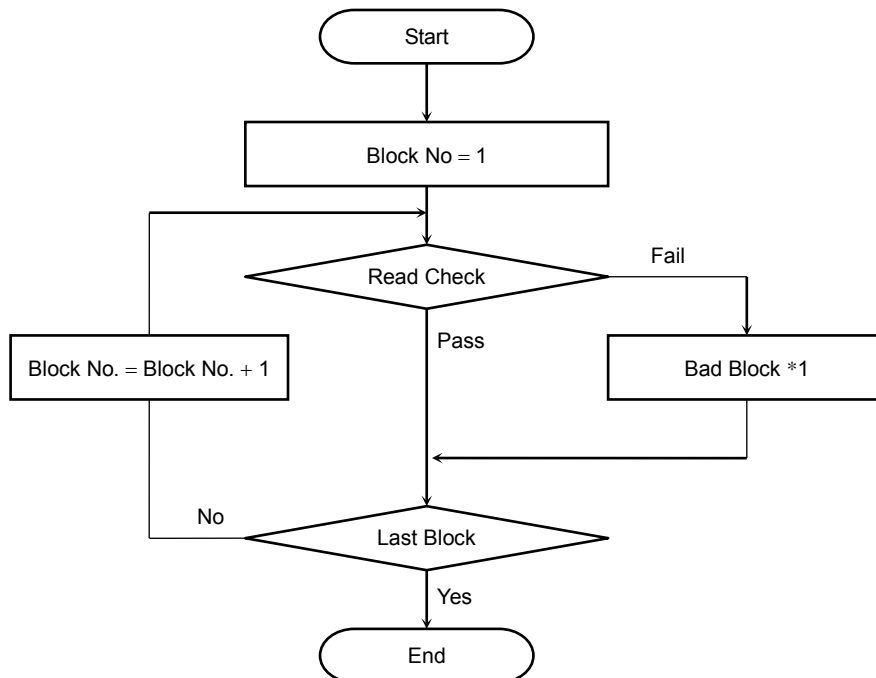 Start
Block No = 1
Read Check
Fail
Pass
Block No. = Block No. + 1
Bad Block *1
No
Last Block
Yes
End